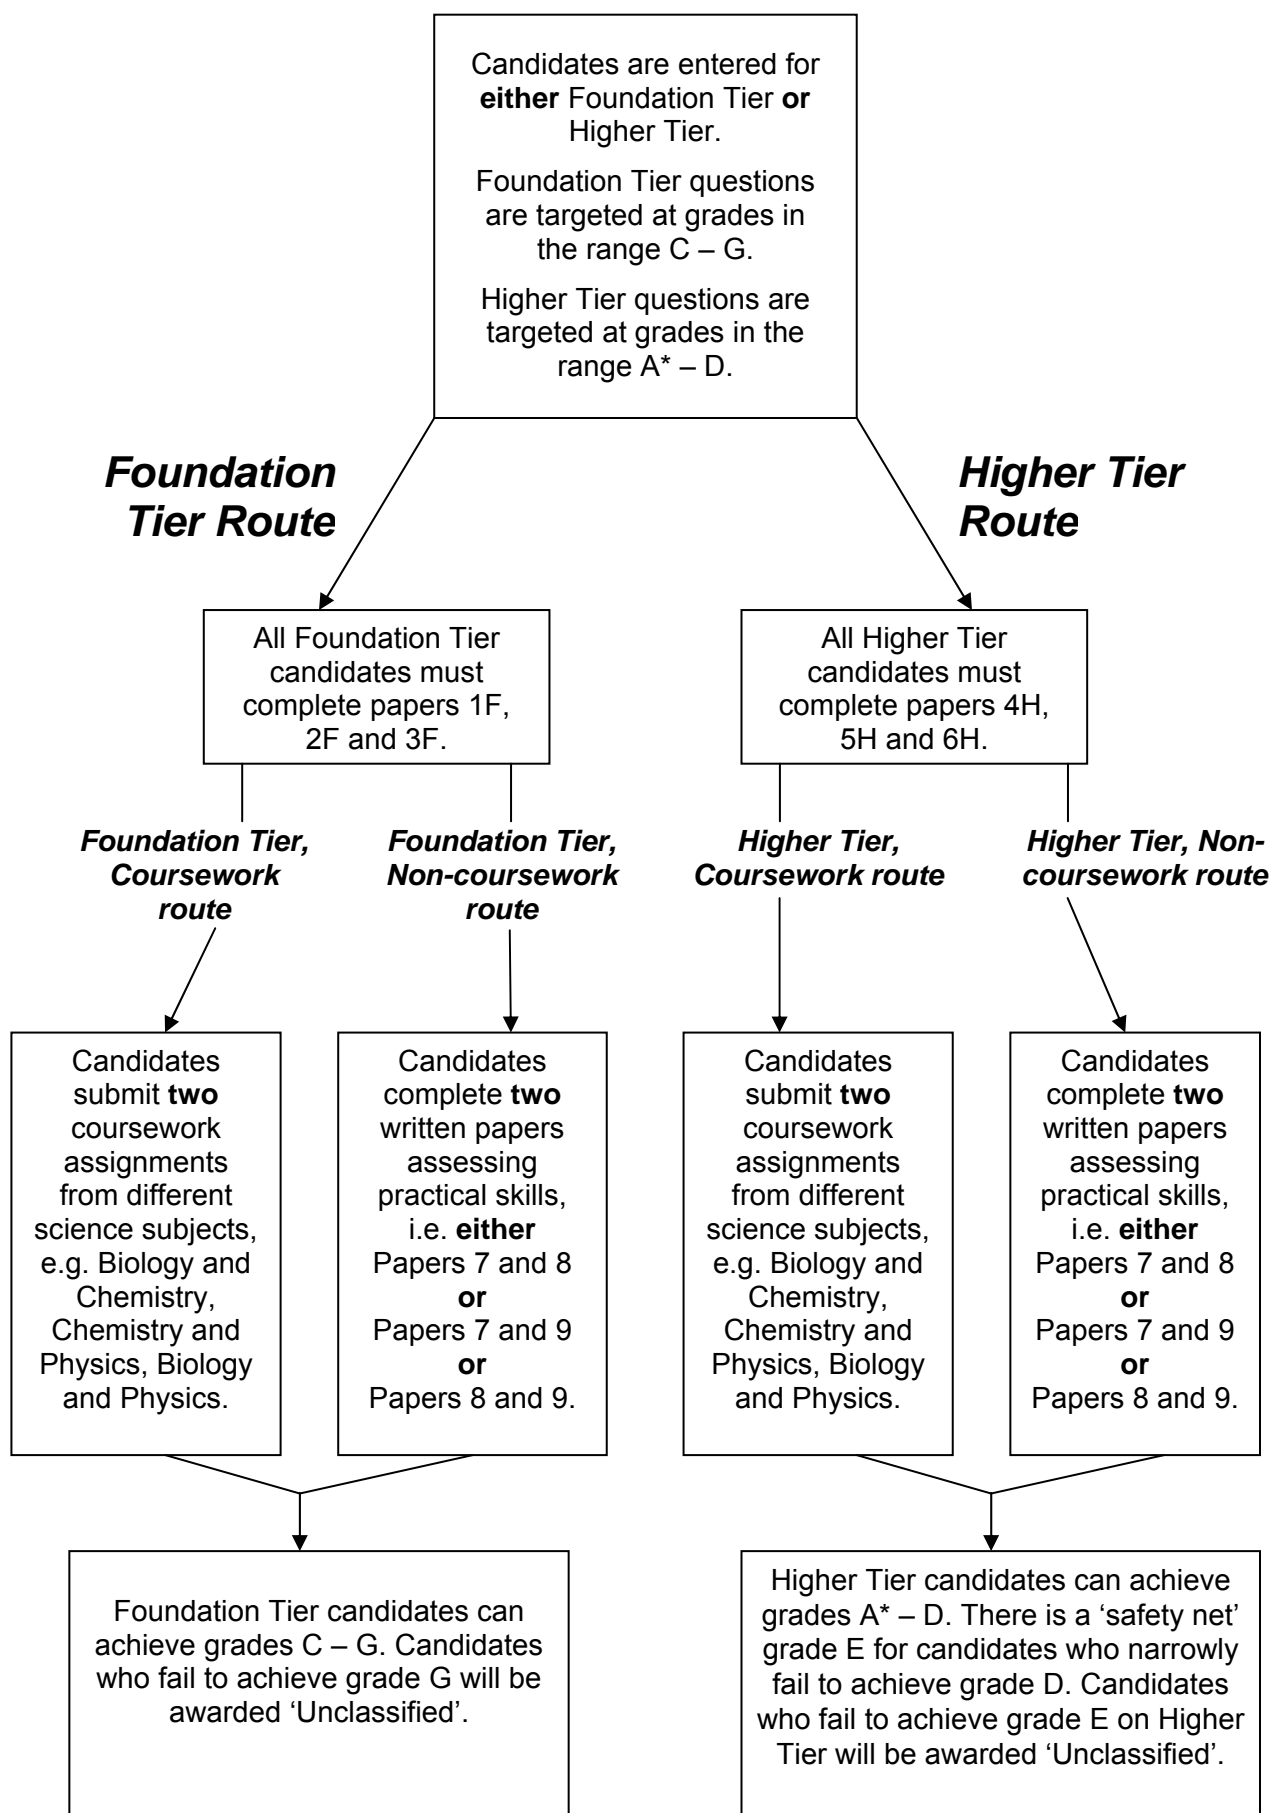 Candidates are entered for
either Foundation Tier or
Higher Tier.
Foundation Tier questions
are targeted at grades in
the range C – G.
Higher Tier questions are
targeted at grades in the
range A* – D.
Foundation
Tier Route
Higher Tier
Route
All Foundation Tier
candidates must
complete papers 1F,
2F and 3F.
All Higher Tier
candidates must
complete papers 4H,
5H and 6H.
Foundation Tier,
Coursework
route
Foundation Tier,
Non-coursework
route
Higher Tier,
Coursework route
Higher Tier, Non-
coursework route
Candidates
submit two
coursework
assignments
from different
science subjects,
e.g. Biology and
Chemistry,
Chemistry and
Physics, Biology
and Physics.
Candidates
complete two
written papers
assessing
practical skills,
i.e. either
Papers 7 and 8
or
Papers 7 and 9
or
Papers 8 and 9.
Candidates
submit two
coursework
assignments
from different
science subjects,
e.g. Biology and
Chemistry,
Chemistry and
Physics, Biology
and Physics.
Candidates
complete two
written papers
assessing
practical skills,
i.e. either
Papers 7 and 8
or
Papers 7 and 9
or
Papers 8 and 9.
Foundation Tier candidates can
achieve grades C – G. Candidates
who fail to achieve grade G will be
awarded ‘Unclassified’.
Higher Tier candidates can achieve
grades A* – D. There is a ‘safety net’
grade E for candidates who narrowly
fail to achieve grade D. Candidates
who fail to achieve grade E on Higher
Tier will be awarded ‘Unclassified’.